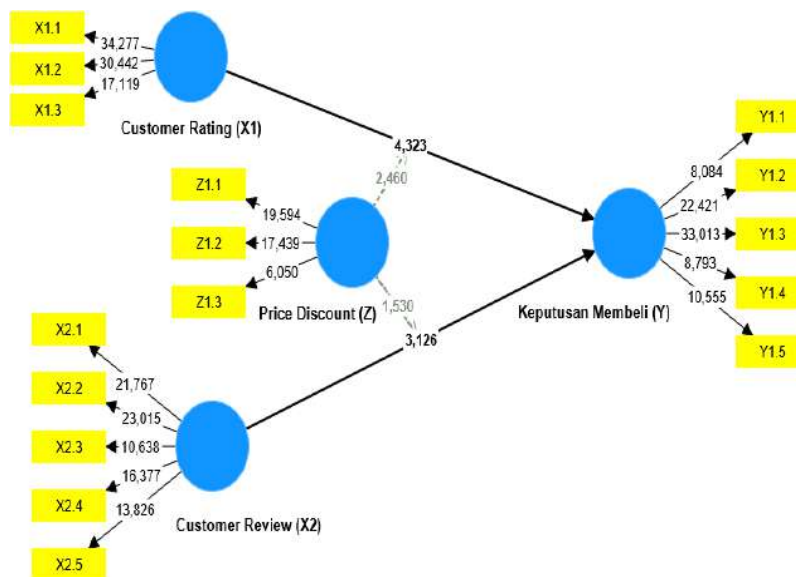 X1.1
34,277
X1.2
30,442
17,119
X1.3
Customer Rating (X1)
4,323
2,460
Z1.1
19,594
Z1.2
17,439
6,050
Z1.3
Price Discount (Z)
1,530
3,126
Y1.1
8,084
Y1.2
22,421
33,013
Y1.3
8,793
Y1.4
10,555
Y1.5
Keputusan Membeli (Y)
X2.1
21,767
X2.2
23,015
X2.3
10,638
16,377
X2.4
13,826
X2.5
Customer Review (X2)